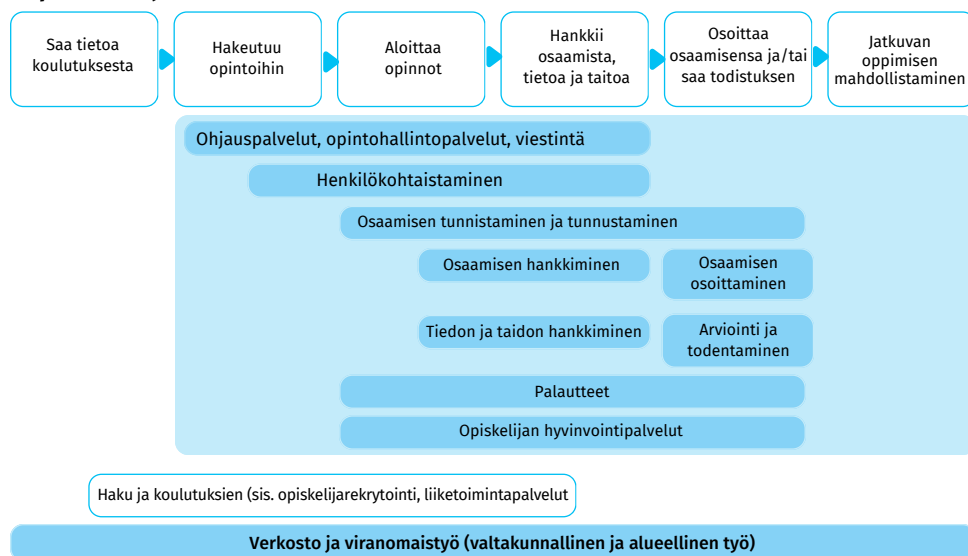 Saa tietoa
koulutuksesta
Hakeutuu
opintoihin
Aloittaa
opinnot
Hankkii
osaamista,
tietoa ja taitoa
Osoittaa
osaamisensa ja/tai
saa todistuksen
Jatkuvan
oppimisen
mahdollistaminen
Ohjauspalvelut, opintohallintopalvelut, viestintä
Henkilökohtaistaminen
Osaamisen tunnistaminen ja tunnustaminen
Osaamisen hankkiminen
Osaamisen
osoittaminen
Tiedon ja taidon hankkiminen
Arviointi ja
todentaminen
Palautteet
Opiskelijan hyvinvointipalvelut
Haku ja koulutuksien (sis. opiskelijarekrytointi, liiketoimintapalvelut
Verkosto ja viranomaistyö (valtakunnallinen ja alueellinen työ)